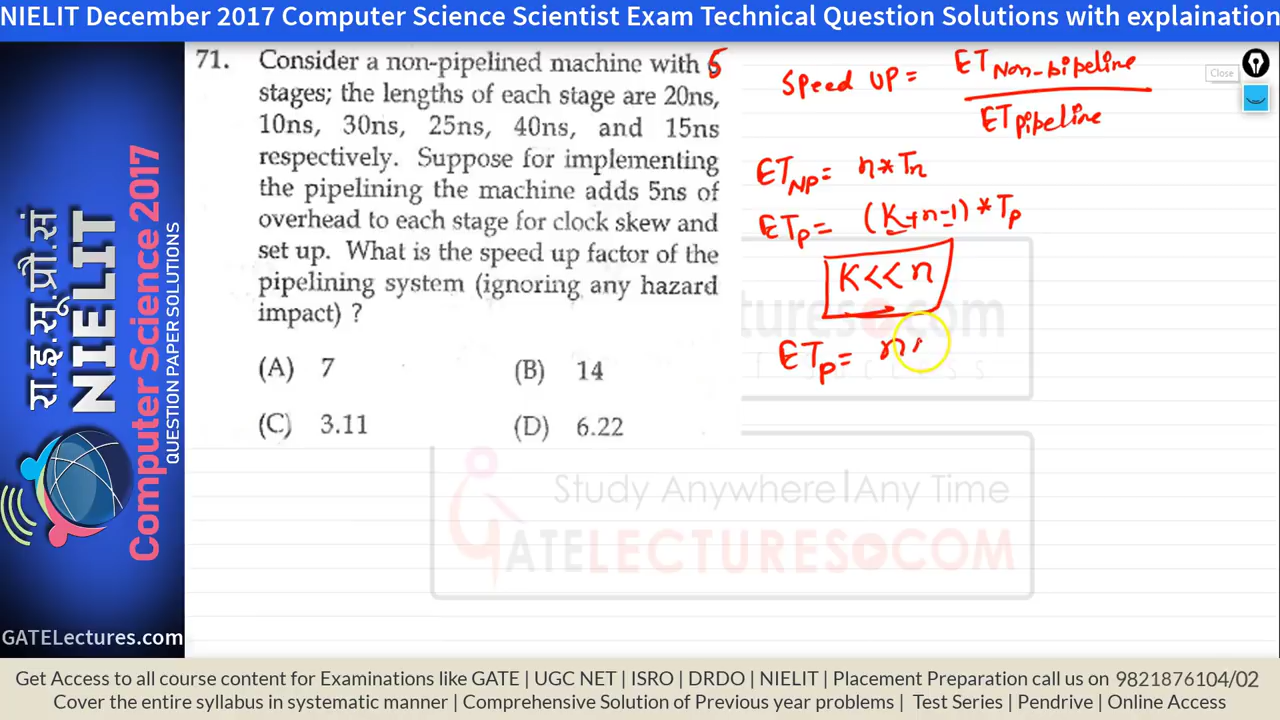 NIELIT December 2017 Computer Science Scientist Exam Technical Question Solutions with explaination
रा.इ.सू.प्रौ.सं
NIELIT
Computer Science 2017
QUESTION PAPER SOLUTIONS
GATELectures.com
71. Consider a non-pipelined machine with 5
stages; the lengths of each stage are 20ns,
10ns, 30ns, 25ns, 40ns, and 15ns
respectively. Suppose for implementing
the pipelining the machine adds 5ns of
overhead to each stage for clock skew and
set up. What is the speed up factor of the
pipelining system (ignoring any hazard
impact) ?
(A) 7 (B) 14
(C) 3.11 (D) 6.22
Speed UP = ET Non-pipeline
ET pipeline
ET NP = n * Tn
ET P = (K+n-1) * Tp
K << n
ET P = n
Close
Study Anywhere Any Time
GATELECTURES.COM
Get Access to all course content for Examinations like GATE | UGC NET | ISRO | DRDO | NIELIT | Placement Preparation call us on 9821876104/02
Cover the entire syllabus in systematic manner | Comprehensive Solution of Previous year problems | Test Series | Pendrive | Online Access